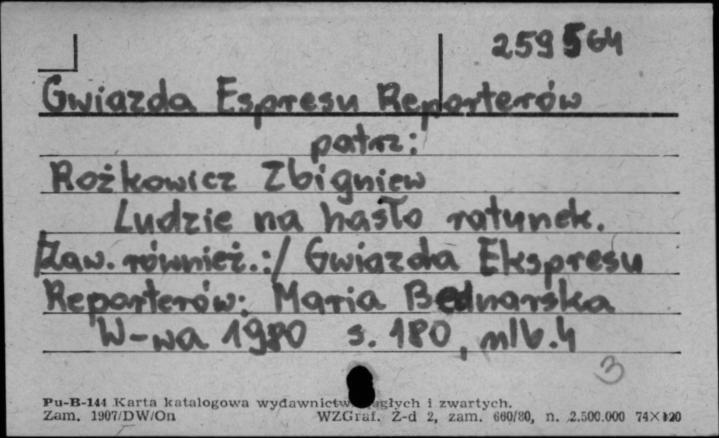 259564
Gwiazda Espresu Reporterów
patrz:
Rożkowicz Zbigniew
Ludzie na hasło ratunek.
/Zaw. również.:/ Gwiazda Ekspresu
Reporterów: Maria Bednarska
W-wa 1980 s. 180, nlb.4
3
Pu-B-144 Karta katalogowa wydawnictw ciągłych i zwartych.
Zam. 1907/DW/On WZGraf. Z-d 2, zam. 660/80, n. 2.500.000 74×120